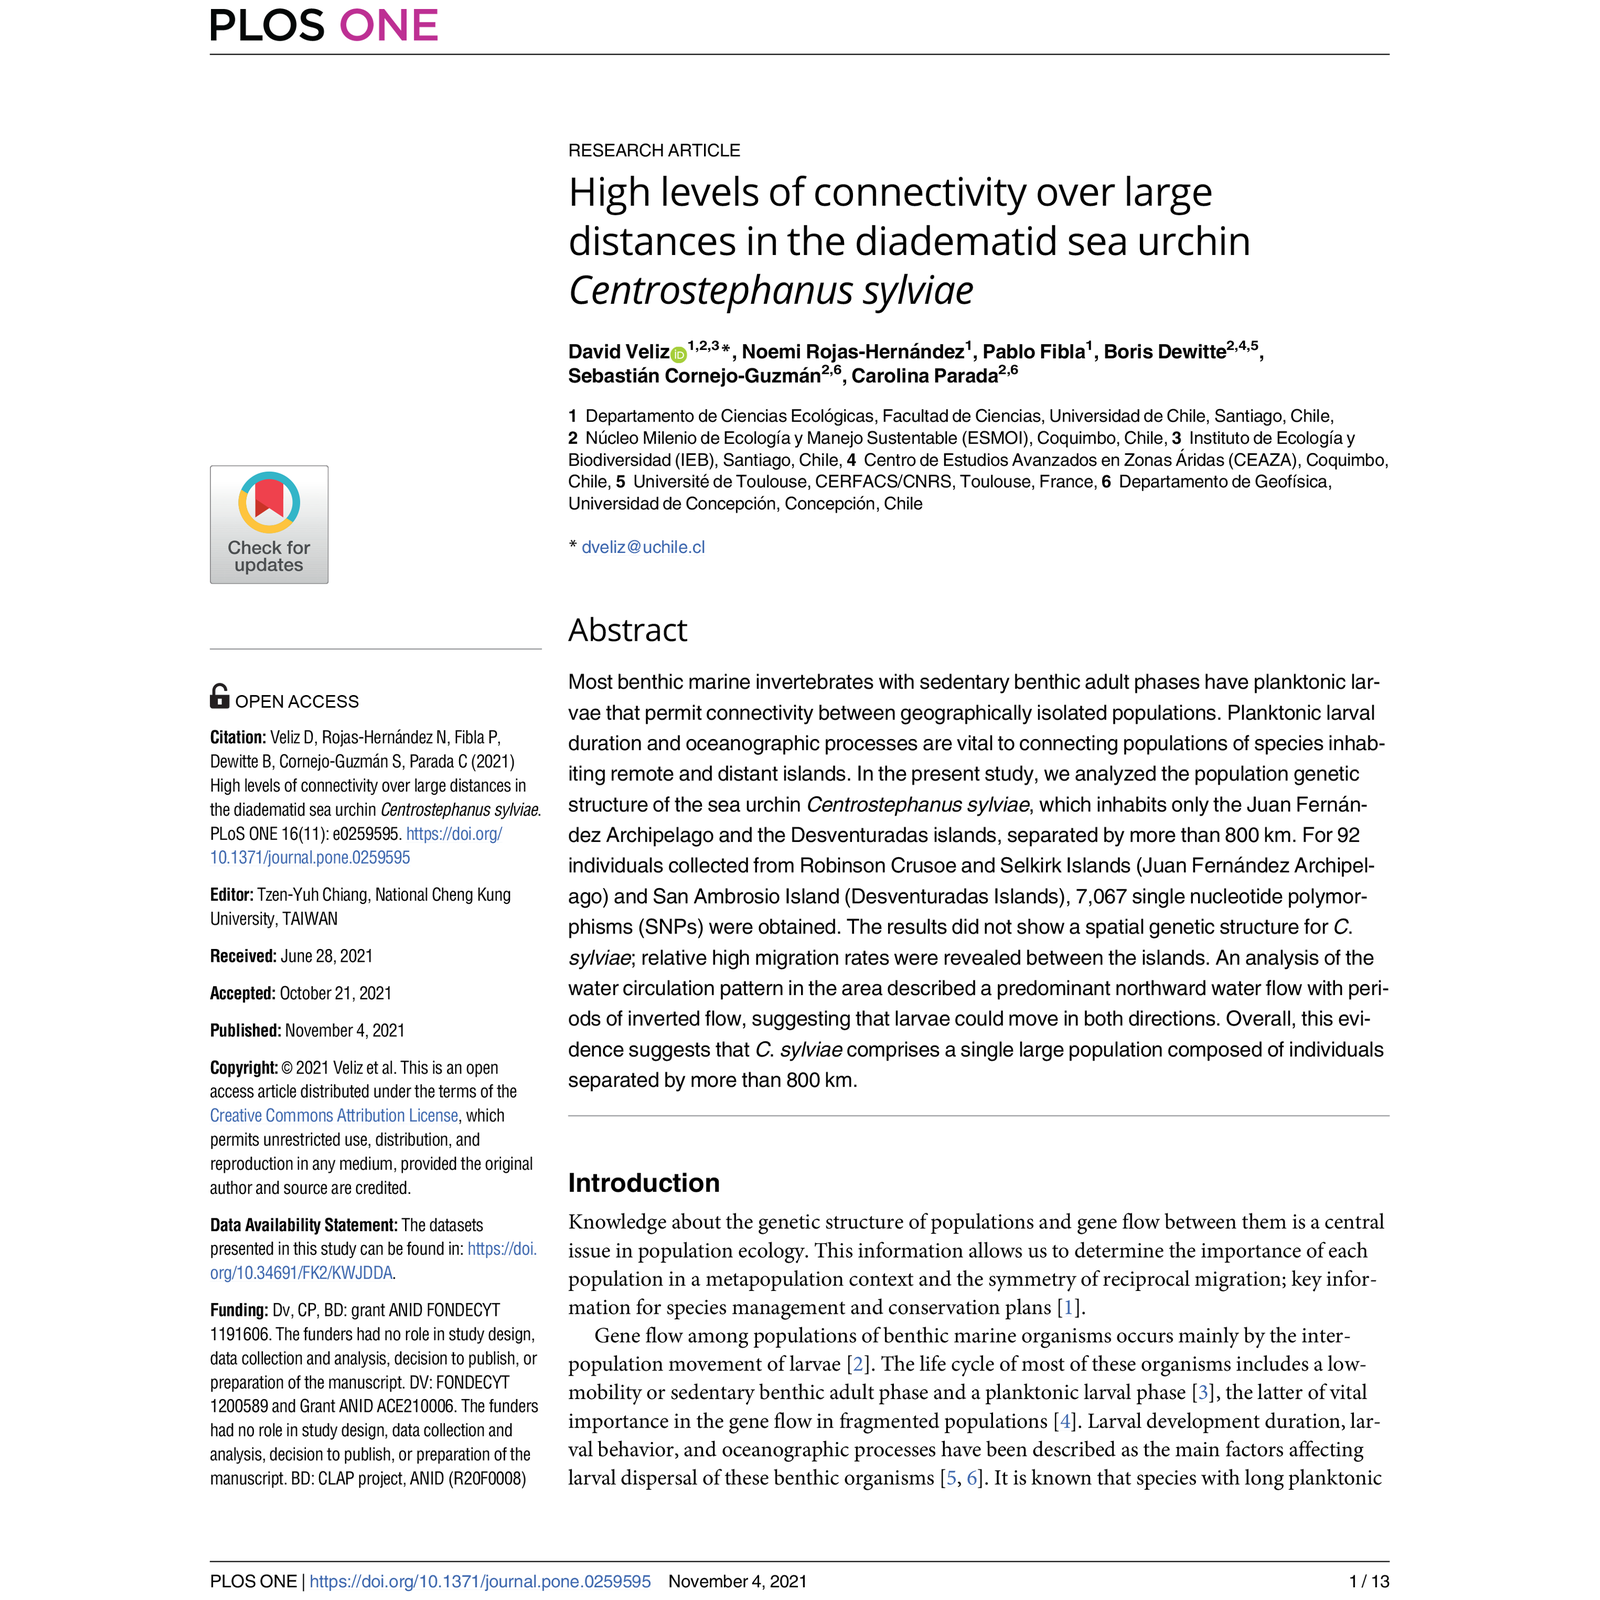 PLOS ONE
RESEARCH ARTICLE
High levels of connectivity over large
distances in the diadematid sea urchin
Centrostephanus sylviae
David Veliz iD 1,2,3*, Noemi Rojas-Hernández1, Pablo Fibla1, Boris Dewitte2,4,5,
Sebastián Cornejo-Guzmán2,6, Carolina Parada2,6
1 Departamento de Ciencias Ecológicas, Facultad de Ciencias, Universidad de Chile, Santiago, Chile,
2 Núcleo Milenio de Ecología y Manejo Sustentable (ESMOI), Coquimbo, Chile, 3 Instituto de Ecología y
Biodiversidad (IEB), Santiago, Chile, 4 Centro de Estudios Avanzados en Zonas Áridas (CEAZA), Coquimbo,
Chile, 5 Université de Toulouse, CERFACS/CNRS, Toulouse, France, 6 Departamento de Geofísica,
Universidad de Concepción, Concepción, Chile
* dveliz@uchile.cl
Check for
updates
OPEN ACCESS
Citation: Veliz D, Rojas-Hernández N, Fibla P,
Dewitte B, Cornejo-Guzmán S, Parada C (2021)
High levels of connectivity over large distances in
the diadematid sea urchin Centrostephanus sylviae.
PLoS ONE 16(11): e0259595. https://doi.org/
10.1371/journal.pone.0259595
Editor: Tzen-Yuh Chiang, National Cheng Kung
University, TAIWAN
Received: June 28, 2021
Accepted: October 21, 2021
Published: November 4, 2021
Copyright: © 2021 Veliz et al. This is an open
access article distributed under the terms of the
Creative Commons Attribution License, which
permits unrestricted use, distribution, and
reproduction in any medium, provided the original
author and source are credited.
Data Availability Statement: The datasets
presented in this study can be found in: https://doi.
org/10.34691/FK2/KWJDDA.
Funding: Dv, CP, BD: grant ANID FONDECYT
1191606. The funders had no role in study design,
data collection and analysis, decision to publish, or
preparation of the manuscript. DV: FONDECYT
1200589 and Grant ANID ACE210006. The funders
had no role in study design, data collection and
analysis, decision to publish, or preparation of the
manuscript. BD: CLAP project, ANID (R20F0008)
Abstract
Most benthic marine invertebrates with sedentary benthic adult phases have planktonic lar-
vae that permit connectivity between geographically isolated populations. Planktonic larval
duration and oceanographic processes are vital to connecting populations of species inhab-
iting remote and distant islands. In the present study, we analyzed the population genetic
structure of the sea urchin Centrostephanus sylviae, which inhabits only the Juan Fernán-
dez Archipelago and the Desventuradas islands, separated by more than 800 km. For 92
individuals collected from Robinson Crusoe and Selkirk Islands (Juan Fernández Archipel-
ago) and San Ambrosio Island (Desventuradas Islands), 7,067 single nucleotide polymor-
phisms (SNPs) were obtained. The results did not show a spatial genetic structure for C.
sylviae; relative high migration rates were revealed between the islands. An analysis of the
water circulation pattern in the area described a predominant northward water flow with peri-
ods of inverted flow, suggesting that larvae could move in both directions. Overall, this evi-
dence suggests that C. sylviae comprises a single large population composed of individuals
separated by more than 800 km.
Introduction
Knowledge about the genetic structure of populations and gene flow between them is a central
issue in population ecology. This information allows us to determine the importance of each
population in a metapopulation context and the symmetry of reciprocal migration; key infor-
mation for species management and conservation plans [1].
Gene flow among populations of benthic marine organisms occurs mainly by the inter-
population movement of larvae [2]. The life cycle of most of these organisms includes a low-
mobility or sedentary benthic adult phase and a planktonic larval phase [3], the latter of vital
importance in the gene flow in fragmented populations [4]. Larval development duration, lar-
val behavior, and oceanographic processes have been described as the main factors affecting
larval dispersal of these benthic organisms [5, 6]. It is known that species with long planktonic
PLOS ONE | https://doi.org/10.1371/journal.pone.0259595 November 4, 2021 1 / 13